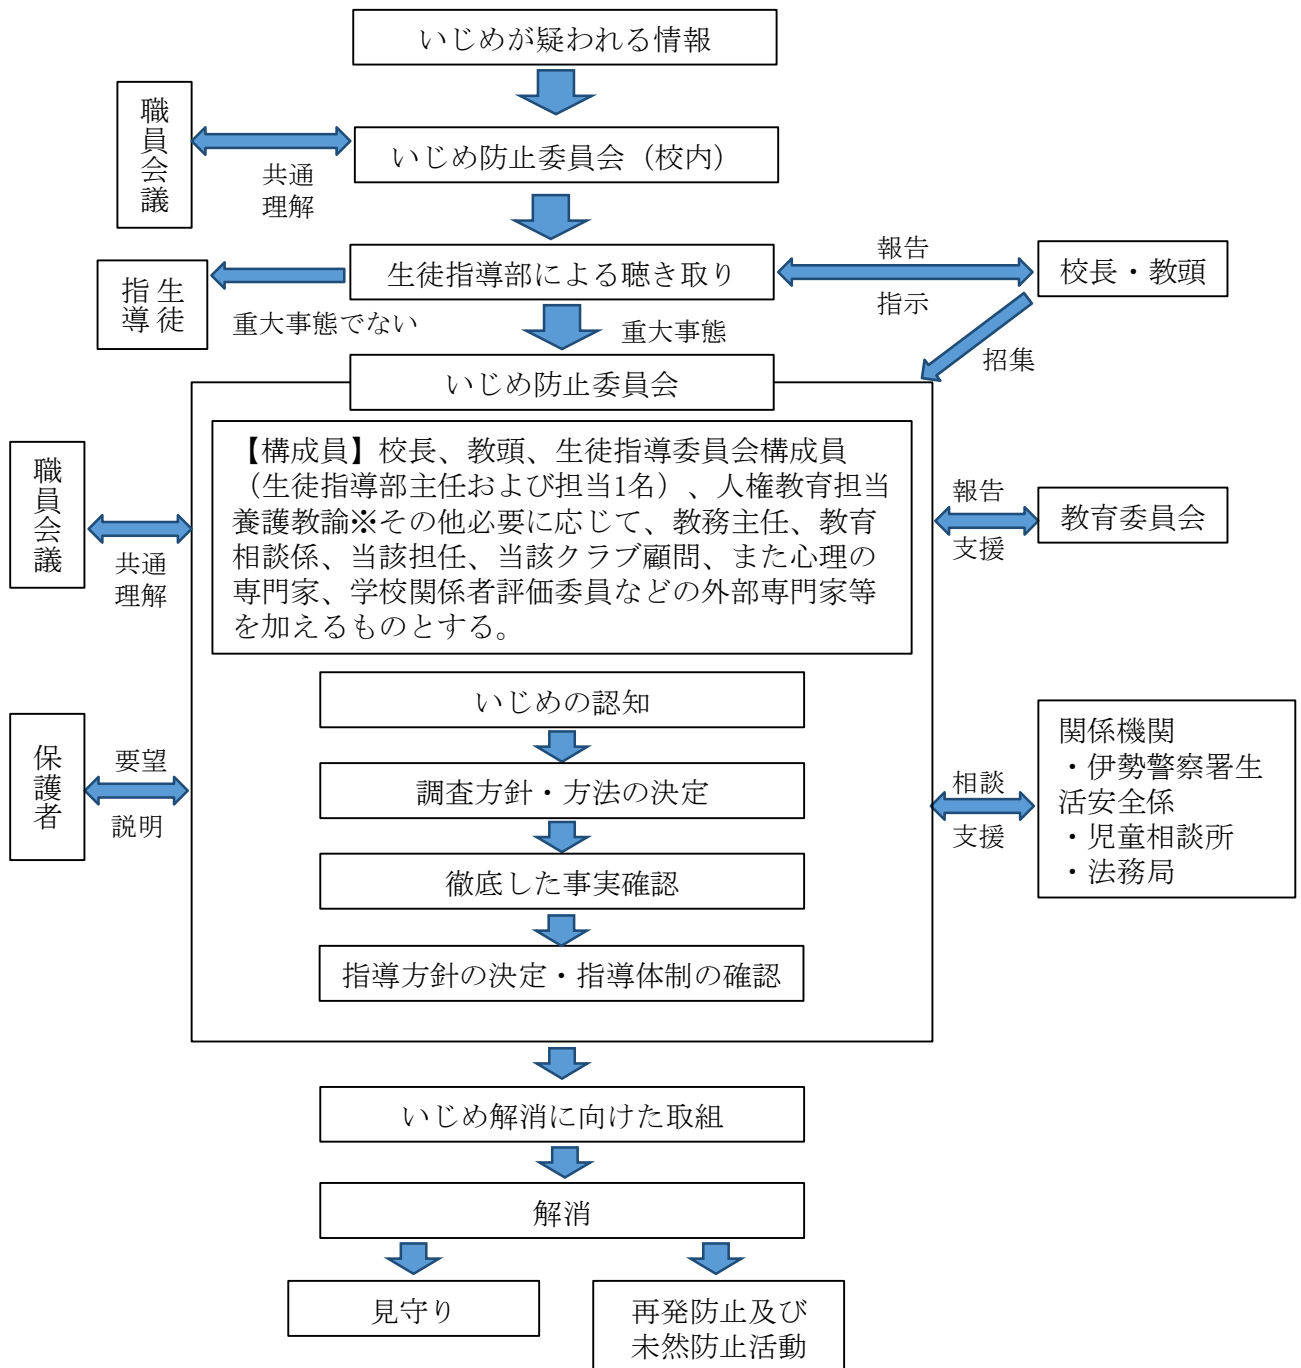 いじめが疑われる情報
職員会議
共通
理解
いじめ防止委員会（校内）
生徒指導部による聴き取り
報告
指示
校長・教頭
生徒
指導
重大事態でない
重大事態
招集
いじめ防止委員会
【構成員】校長、教頭、生徒指導委員会構成員
（生徒指導部主任および担当1名）、人権教育担当
養護教諭※その他必要に応じて、教務主任、教育
相談係、当該担任、当該クラブ顧問、また心理の
専門家、学校関係者評価委員などの外部専門家等
を加えるものとする。
職員会議
共通
理解
報告
支援
教育委員会
いじめの認知
調査方針・方法の決定
徹底した事実確認
指導方針の決定・指導体制の確認
保護者
要望
説明
相談
支援
関係機関
・伊勢警察署生
活安全係
・児童相談所
・法務局
いじめ解消に向けた取組
解消
見守り
再発防止及び
未然防止活動